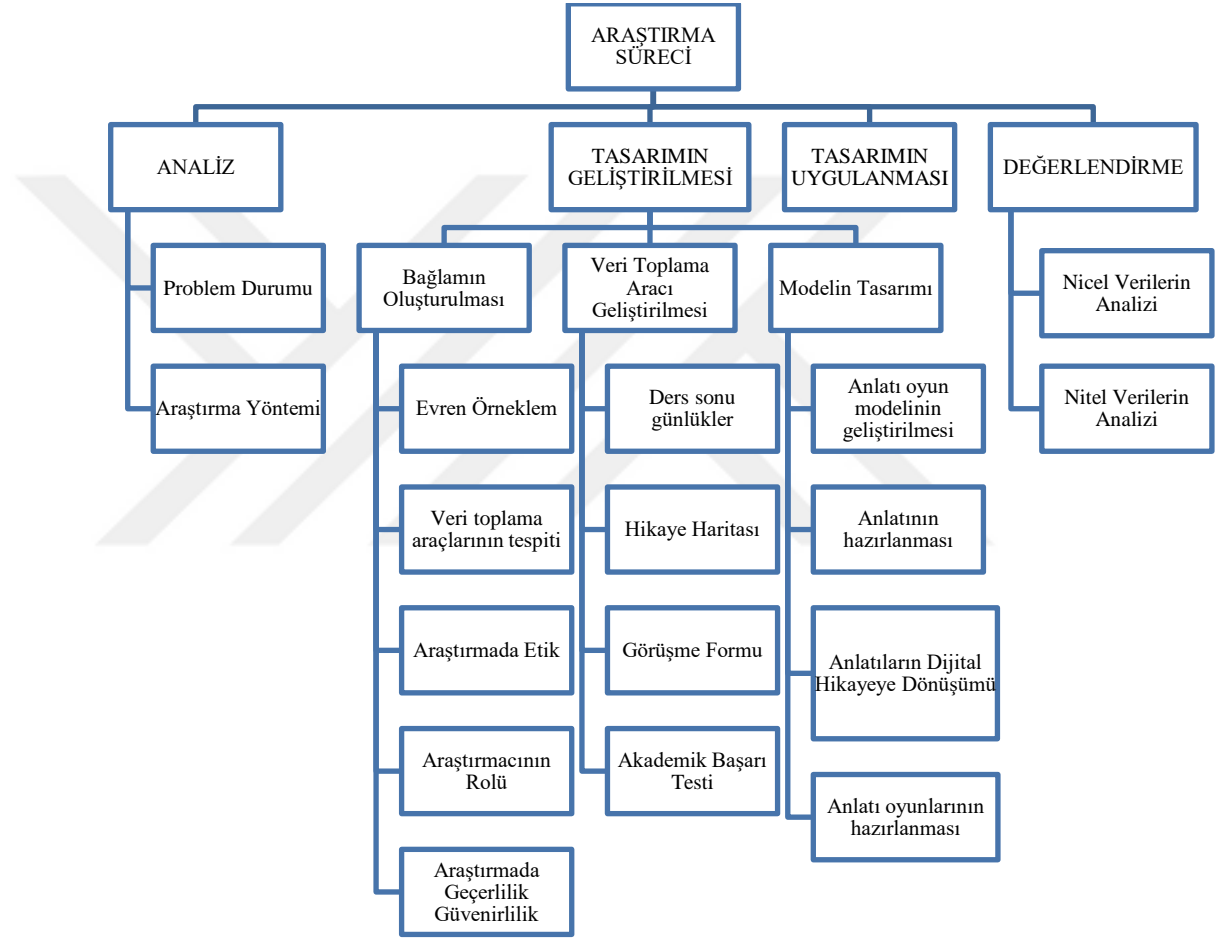 ARAŞTIRMA
SÜRECİ
ANALİZ
TASARIMIN
GELİŞTİRİLMESİ
TASARIMIN
UYGULANMASI
DEĞERLENDİRME
Problem Durumu
Araştırma Yöntemi
Bağlamın
Oluşturulması
Evren Örneklem
Veri toplama
araçlarının tespiti
Araştırmada Etik
Araştırmacının
Rolü
Araştırmada
Geçerlilik
Güvenirlilik
Veri Toplama
Aracı
Geliştirilmesi
Ders sonu
günlükler
Hikaye Haritası
Görüşme Formu
Akademik Başarı
Testi
Modelin Tasarımı
Anlatı oyun
modelinin
geliştirilmesi
Anlatının
hazırlanması
Anlatıların Dijital
Hikayeye Dönüşümü
Anlatı oyunlarının
hazırlanması
Nicel Verilerin
Analizi
Nitel Verilerin
Analizi